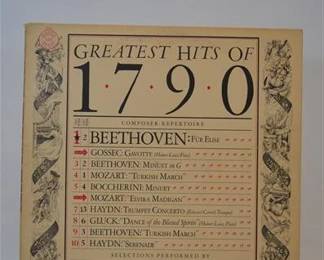 GREATEST HITS OF
1·7·9·0
COMPOSER REPERTOIRE
1 2 BEETHOVEN: FÜR ELISE
GOSSEC: GAVOTTE
3 2 BEETHOVEN: MINUET IN G
4 1 MOZART: "TURKISH MARCH"
5 4 BOCCHERINI: MINUET
MOZART: "ELVIRA MADIGAN"
7 13 HAYDN: TRUMPET CONCERTO
8 6 GLUCK: "DANCE of the Blessed Spirits"
9 3 BEETHOVEN: "TURKISH MARCH"
10 5 HAYDN: "SERENADE"
SELECTIONS PERFORMED BY